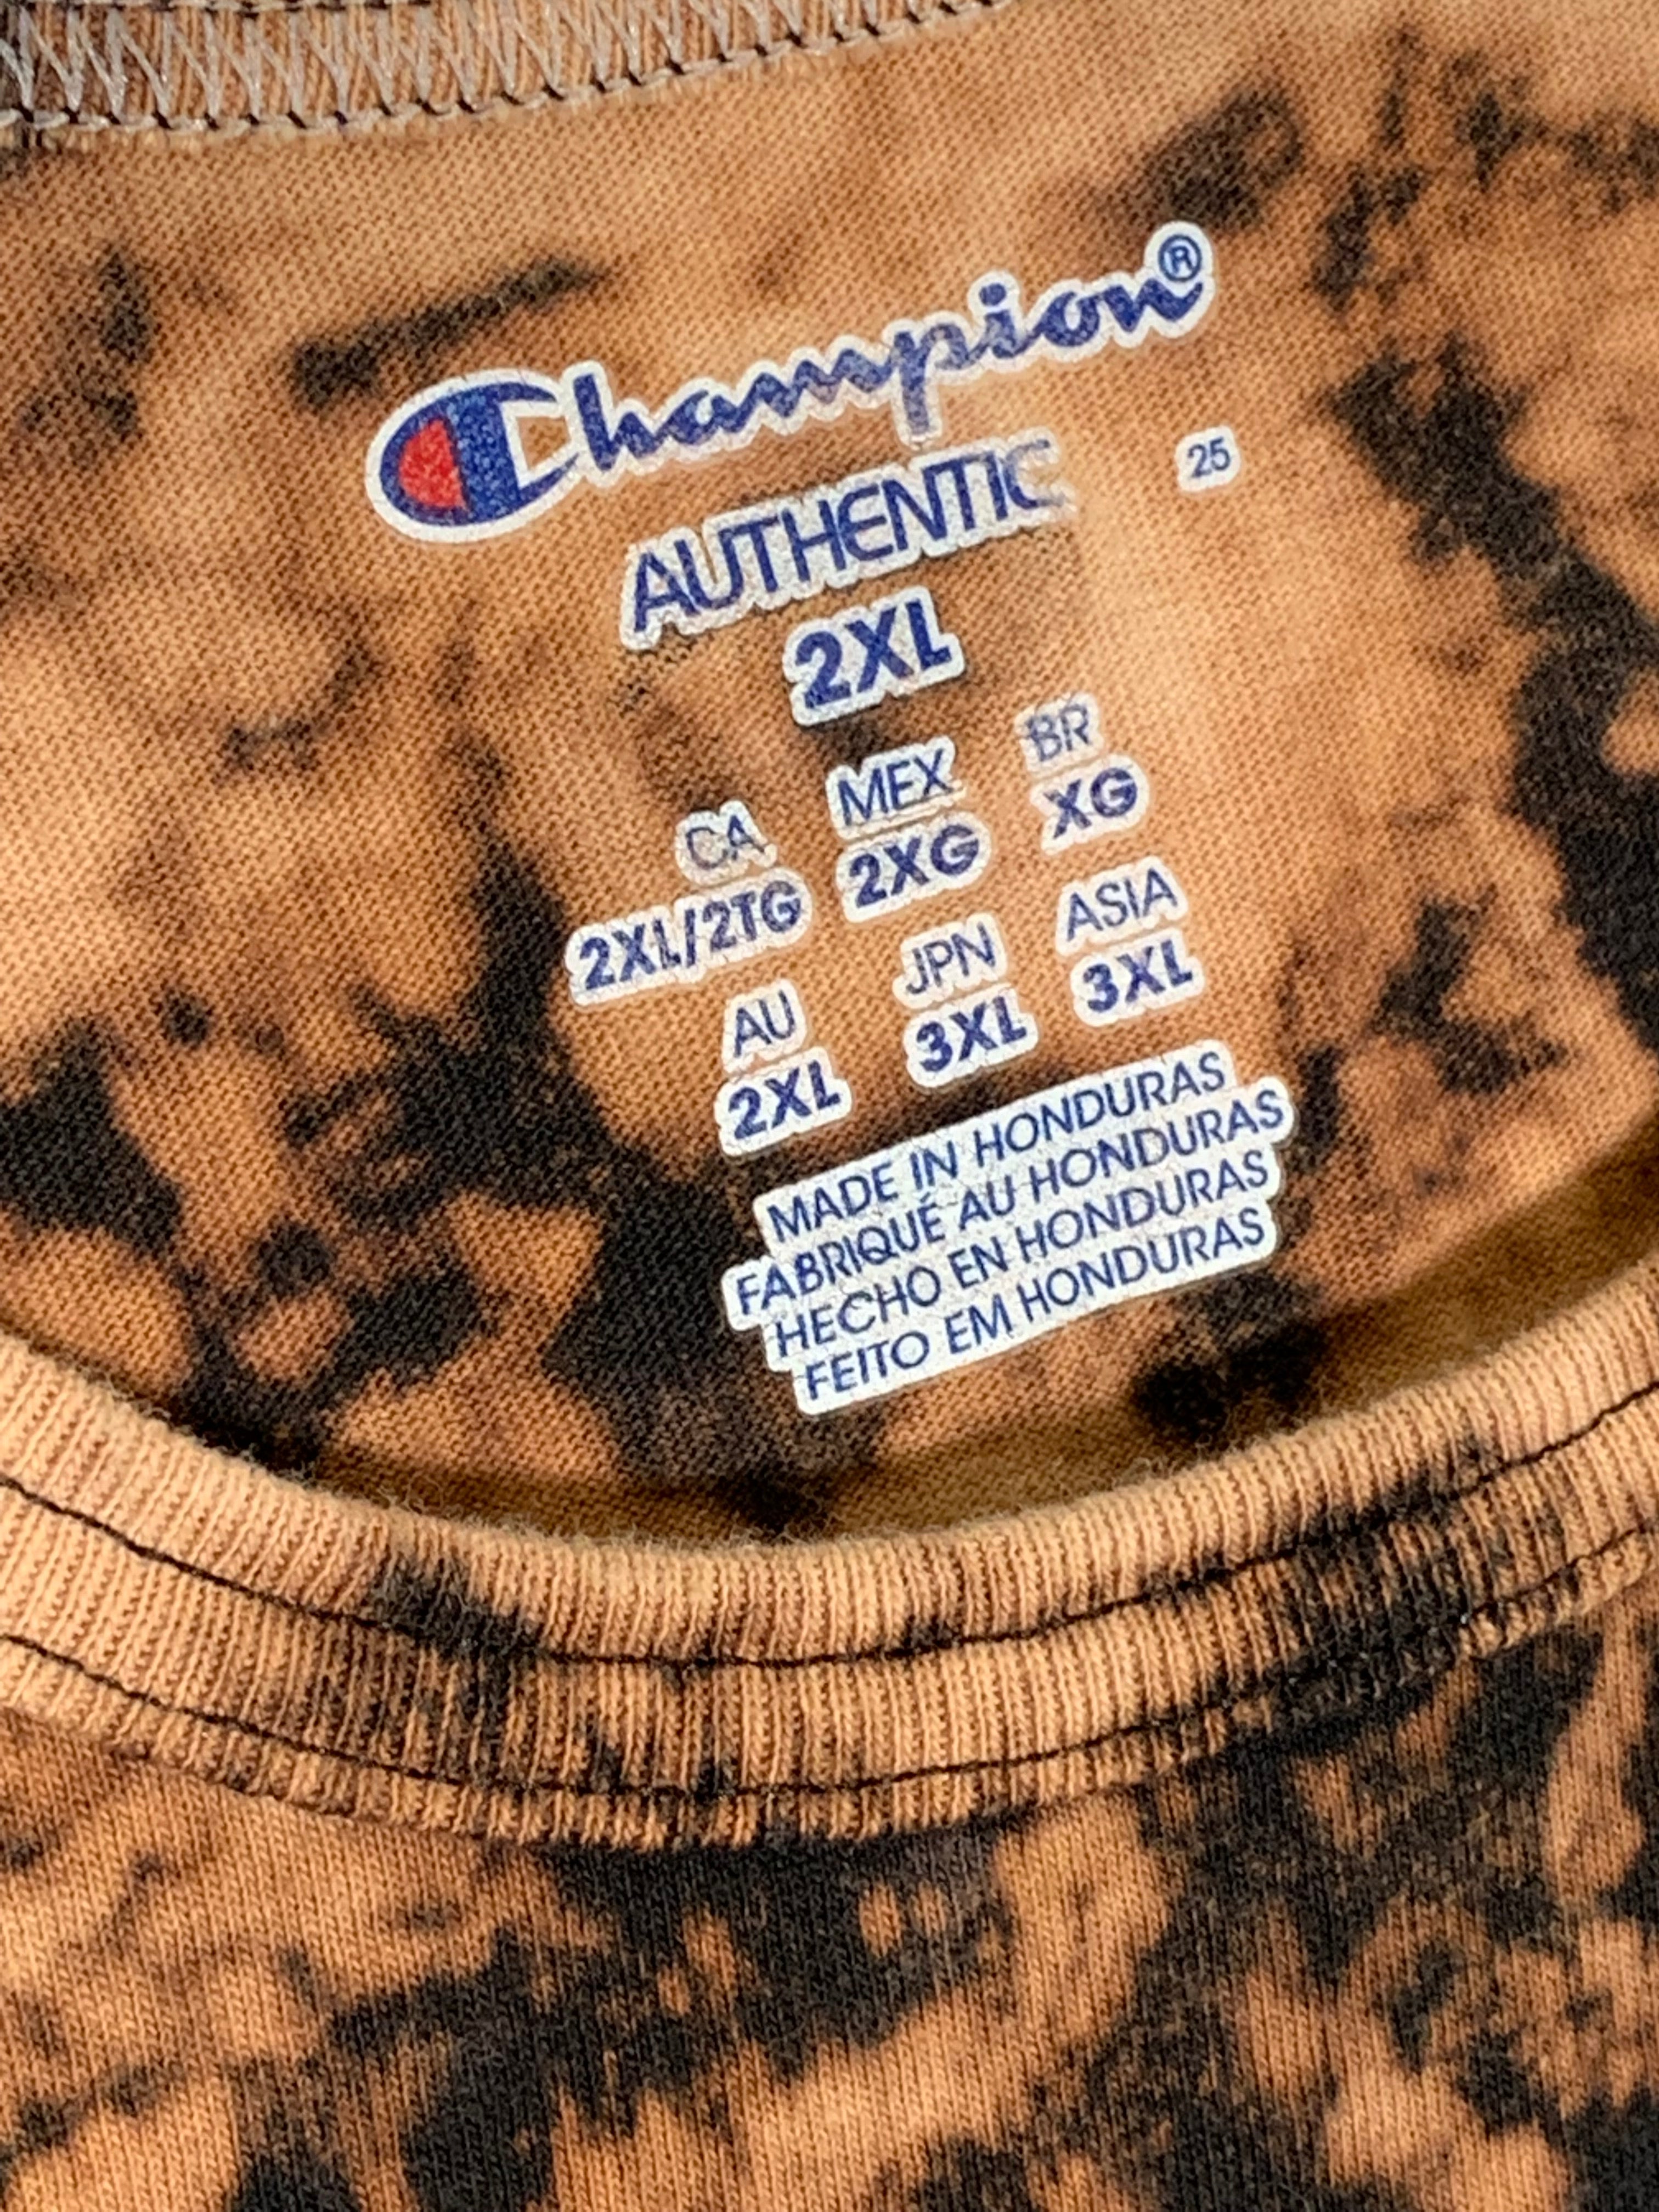 Champion®
AUTHENTIC 25
2XL
CA MEX BR
2XL/2TG 2XG XG
AU JPN ASIA
2XL 3XL 3XL
MADE IN HONDURAS
FABRIQUÉ AU HONDURAS
HECHO EN HONDURAS
FEITO EM HONDURAS